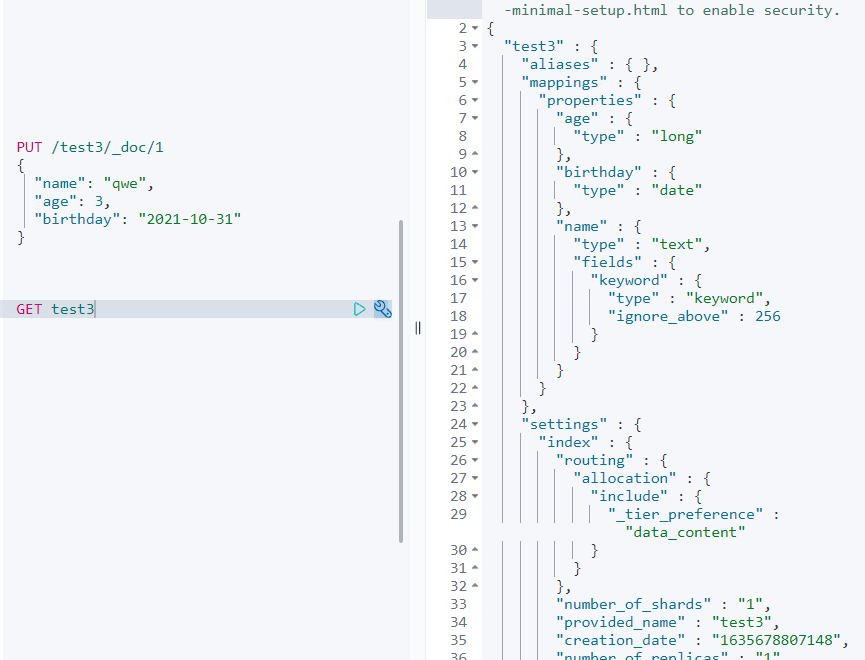 PUT /test3/_doc/1
{
"name": "qwe",
"age": 3,
"birthday": "2021-10-31"
}
GET test3
-minimal-setup.html to enable security.
2 {
3 "test3" : {
4 "aliases" : { },
5 "mappings" : {
6 "properties" : {
7 "age" : {
8 "type" : "long"
9 },
10 "birthday" : {
11 "type" : "date"
12 },
13 "name" : {
14 "type" : "text",
15 "fields" : {
16 "keyword" : {
17 "type" : "keyword",
18 "ignore_above" : 256
19 }
20 }
21 }
22 }
23 },
24 "settings" : {
25 "index" : {
26 "routing" : {
27 "allocation" : {
28 "include" : {
29 "_tier_preference" :
"data_content"
30 }
31 }
32 },
33 "number_of_shards" : "1",
34 "provided_name" : "test3",
35 "creation_date" : "1635678807148",
36 "number_of_replicas" : "1"